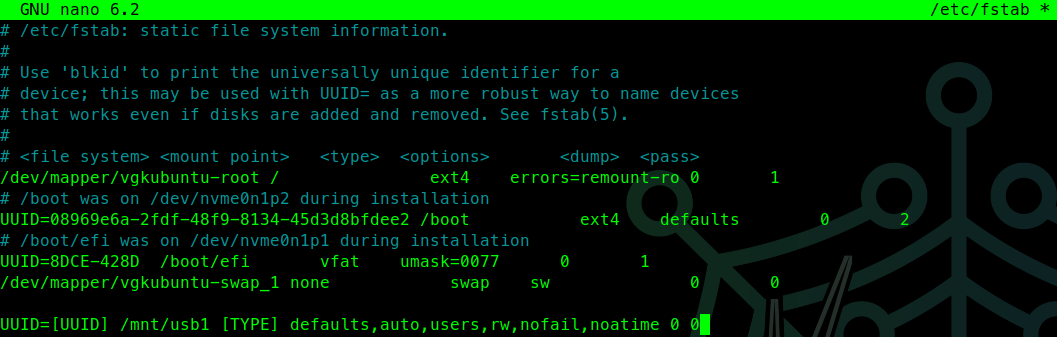 GNU nano 6.2 /etc/fstab *
# /etc/fstab: static file system information.
#
# Use 'blkid' to print the universally unique identifier for a
# device; this may be used with UUID= as a more robust way to name devices
# that works even if disks are added and removed. See fstab(5).
#
# <file system> <mount point>   <type>  <options>       <dump>  <pass>
/dev/mapper/vgkubuntu-root /               ext4    errors=remount-ro 0       1
# /boot was on /dev/nvme0n1p2 during installation
UUID=08969e6a-2fdf-48f9-8134-45d3d8bfdee2 /boot                 ext4    defaults        0       2
# /boot/efi was on /dev/nvme0n1p1 during installation
UUID=8DCE-428D  /boot/efi       vfat    umask=0077      0       1
/dev/mapper/vgkubuntu-swap_1 none            swap    sw              0       0
UUID=[UUID] /mnt/usb1 [TYPE] defaults,auto,users,rw,nofail,noatime 0 0